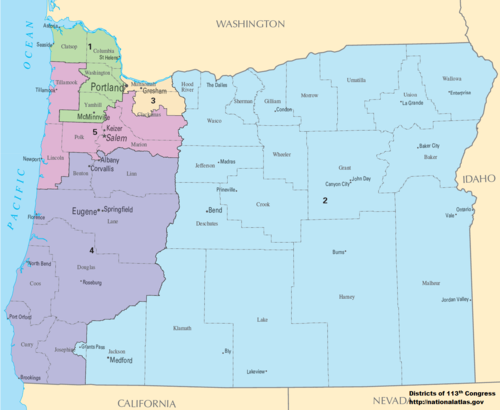 WASHINGTON
PACIFIC OCEAN
Astoria
Seaside
Clatsop
1
Columbia
St Helens
Tillamook
Washington
Portland
Multnomah
Gresham
3
Hood River
The Dalles
Tillamook
Yamhill
McMinnville
Clackamas
Sherman
Gilliam
Condon
Morrow
Umatilla
Union
La Grande
Wallowa
Enterprise
5
Keizer
Salem
Polk
Marion
Wasco
Baker City
Baker
Newport
Lincoln
Albany
Corvallis
Benton
Linn
Jefferson
Madras
Wheeler
Grant
John Day
Canyon City
IDAHO
Prineville
Crook
2
Eugene
Springfield
Lane
Florence
Bend
Deschutes
Ontario
Vale
4
Burns
North Bend
Coos
Douglas
Roseburg
Malheur
Harney
Jordan Valley
Port Orford
Curry
Josephine
Grants Pass
Jackson
Medford
Klamath
Lake
Bly
Lakeview
Brookings
CALIFORNIA
NEVADA
Districts of 113th Congress
http://nationalatlas.gov